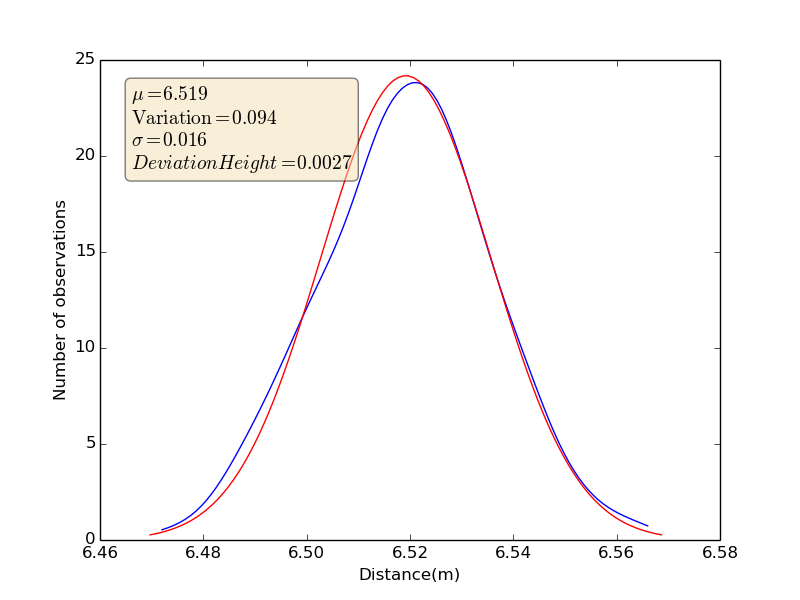 25
20
15
10
5
0
μ=6.519
Variation=0.094
σ=0.016
DeviationHeight=0.0027
Number of observations
6.46 6.48 6.50 6.52 6.54 6.56 6.58
Distance(m)